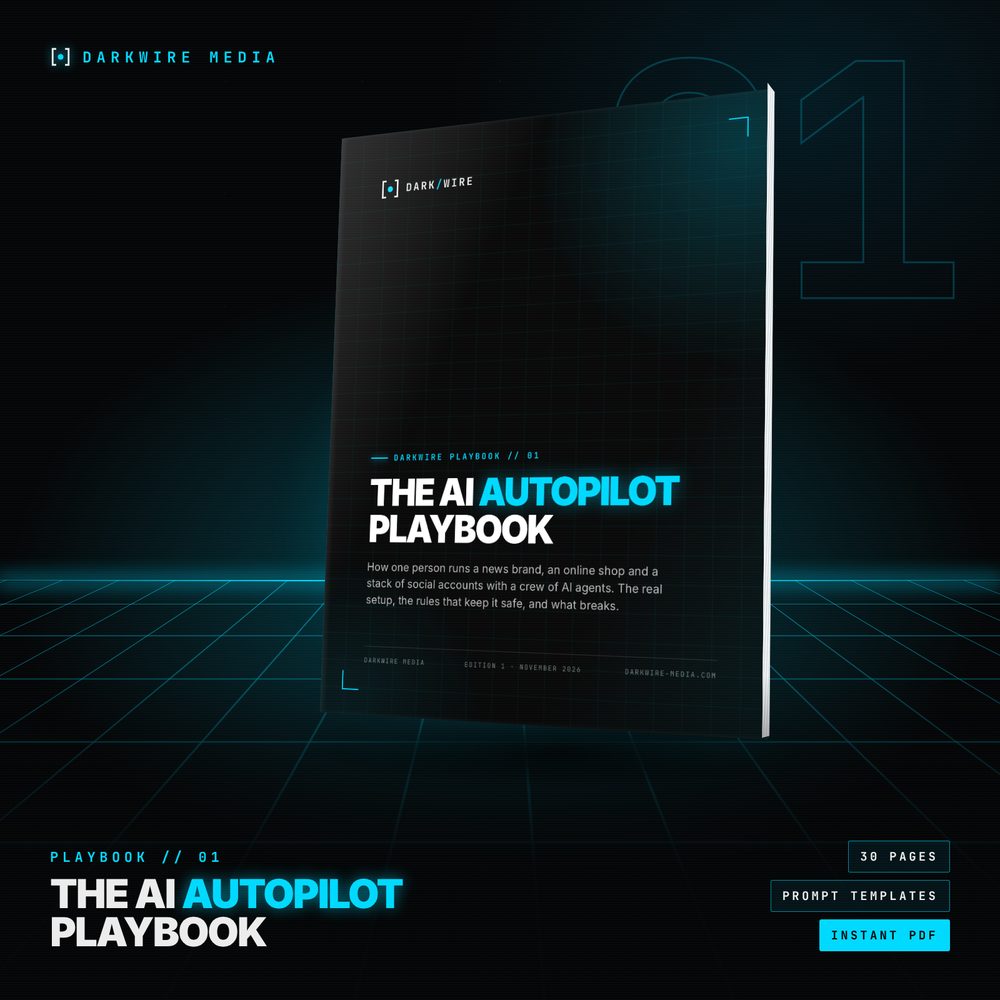 DARKWIRE MEDIA
01
DARK/WIRE
DARKWIRE PLAYBOOK // 01
THE AI AUTOPILOT
PLAYBOOK
How one person runs a news brand, an online shop and a
stack of social accounts with a crew of AI agents. The real
setup, the rules that keep it safe, and what breaks.
DARKWIRE MEDIA
EDITION 1 · NOVEMBER 2026
DARKWIRE-MEDIA.COM
PLAYBOOK // 01
THE AI AUTOPILOT
PLAYBOOK
30 PAGES
PROMPT TEMPLATES
INSTANT PDF